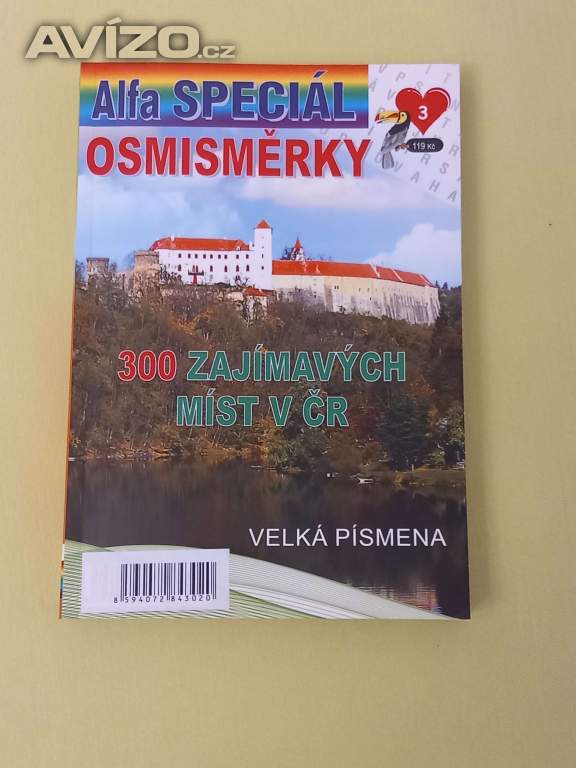 AVÍZO.cz
Alfa SPECIÁL
3
119 Kč
OSMISMĚRKY
300 ZAJÍMAVÝCH
MÍST V ČR
VELKÁ PÍSMENA
8 594072 843020